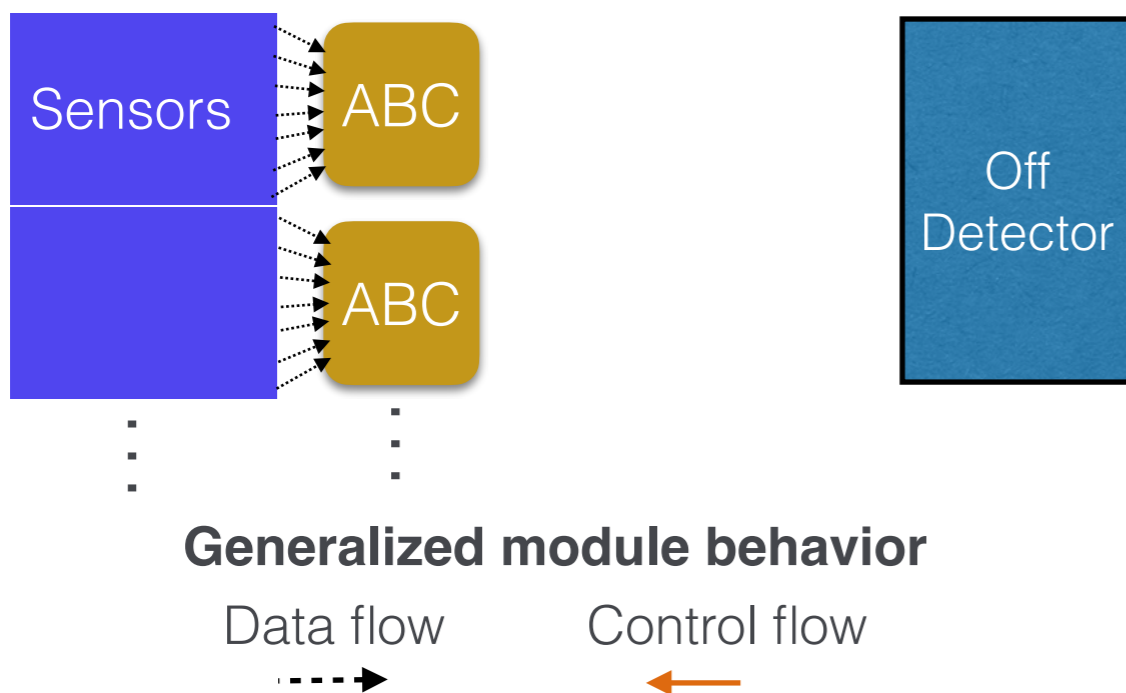 Sensors
ABC
Off
Detector
ABC
Generalized module behavior
Data flow
Control flow